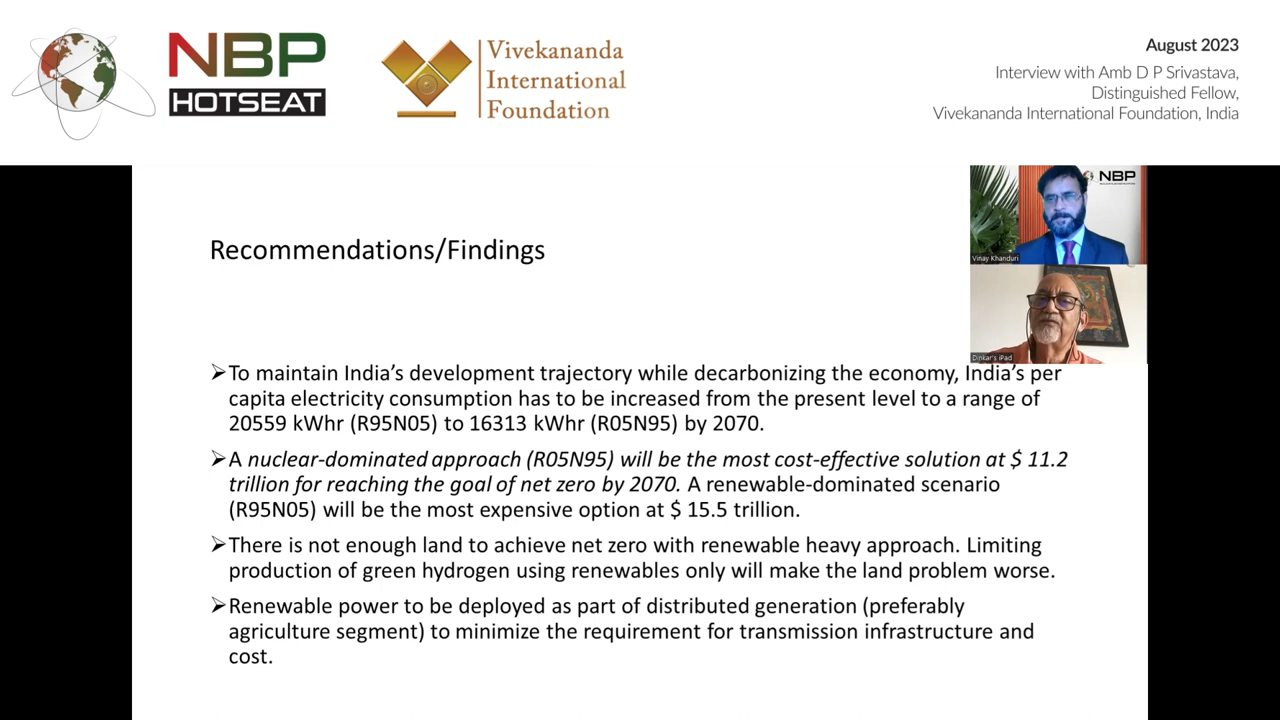 NBP
HOTSEAT
Vivekananda
International
Foundation
August 2023
Interview with Amb D P Srivastava,
Distinguished Fellow,
Vivekananda International Foundation, India
NBP
Vinay Khanduri
Dinkar's iPad
Recommendations/Findings
➢To maintain India’s development trajectory while decarbonizing the economy, India’s per
capita electricity consumption has to be increased from the present level to a range of
20559 kWhr (R95N05) to 16313 kWhr (R05N95) by 2070.
➢A nuclear-dominated approach (R05N95) will be the most cost-effective solution at $ 11.2
trillion for reaching the goal of net zero by 2070. A renewable-dominated scenario
(R95N05) will be the most expensive option at $ 15.5 trillion.
➢There is not enough land to achieve net zero with renewable heavy approach. Limiting
production of green hydrogen using renewables only will make the land problem worse.
➢Renewable power to be deployed as part of distributed generation (preferably
agriculture segment) to minimize the requirement for transmission infrastructure and
cost.